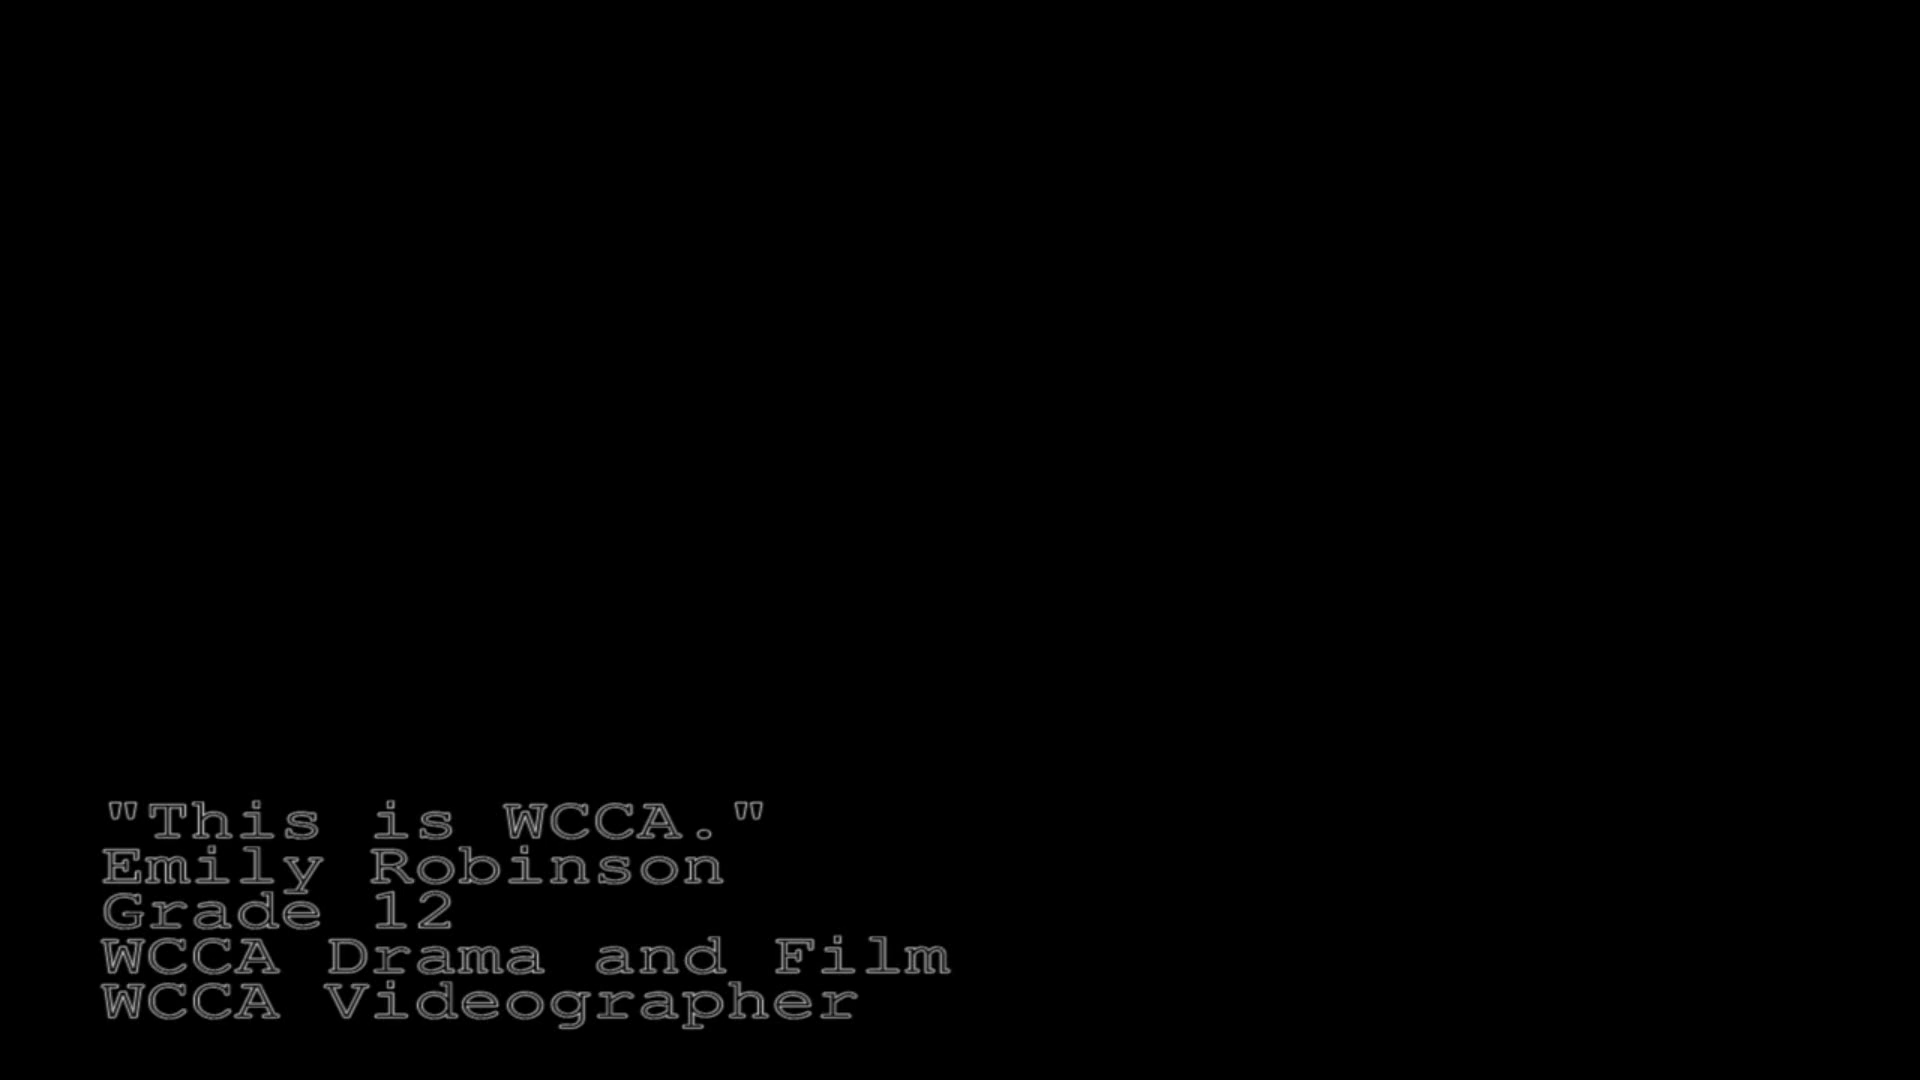 "This is WCCA."
Emily Robinson
Grade 12
WCCA Drama and Film
WCCA Videographer